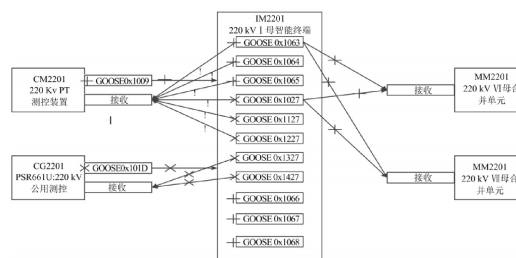 IM2201
220 kV I 母智能终端
GOOSE 0x1063
GOOSE 0x1064
GOOSE 0x1065
GOOSE 0x1027
GOOSE 0x1127
GOOSE 0x1227
GOOSE 0x1327
GOOSE 0x1427
GOOSE 0x1066
GOOSE 0x1067
GOOSE 0x1068
CM2201
220 Kv PT
测控装置
GOOSE0x1009
接收
CG2201
PSR661U:220 kV
公用测控
GOOSE0x101D
接收
接收
MM2201
220 kV Ⅵ母合
并单元
接收
MM2201
220 kV Ⅶ母合
并单元